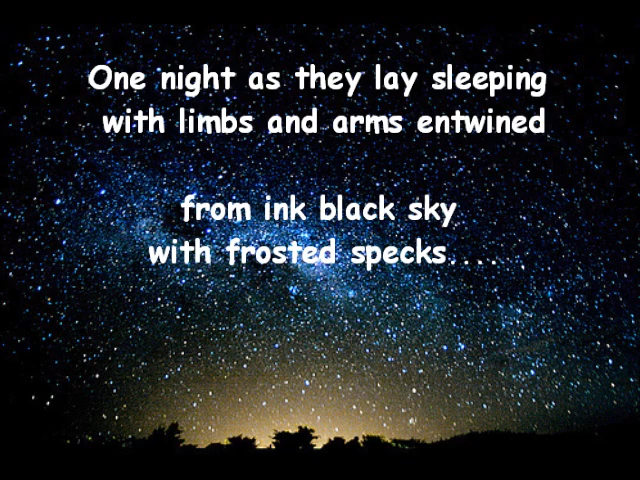 One night as they lay sleeping
with limbs and arms entwined
from ink black sky
with frosted specks....